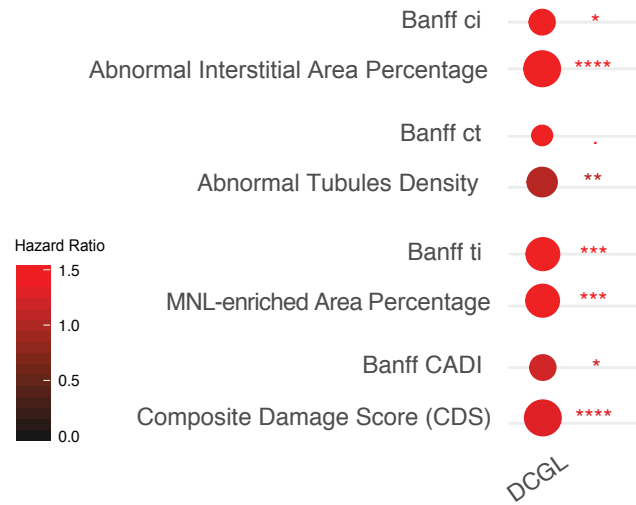 Banff ci *
Abnormal Interstitial Area Percentage ****
Banff ct .
Abnormal Tubules Density **
Banff ti ***
MNL-enriched Area Percentage ***
Banff CADI *
Composite Damage Score (CDS) ****
DCGL
Hazard Ratio
1.5
1.0
0.5
0.0